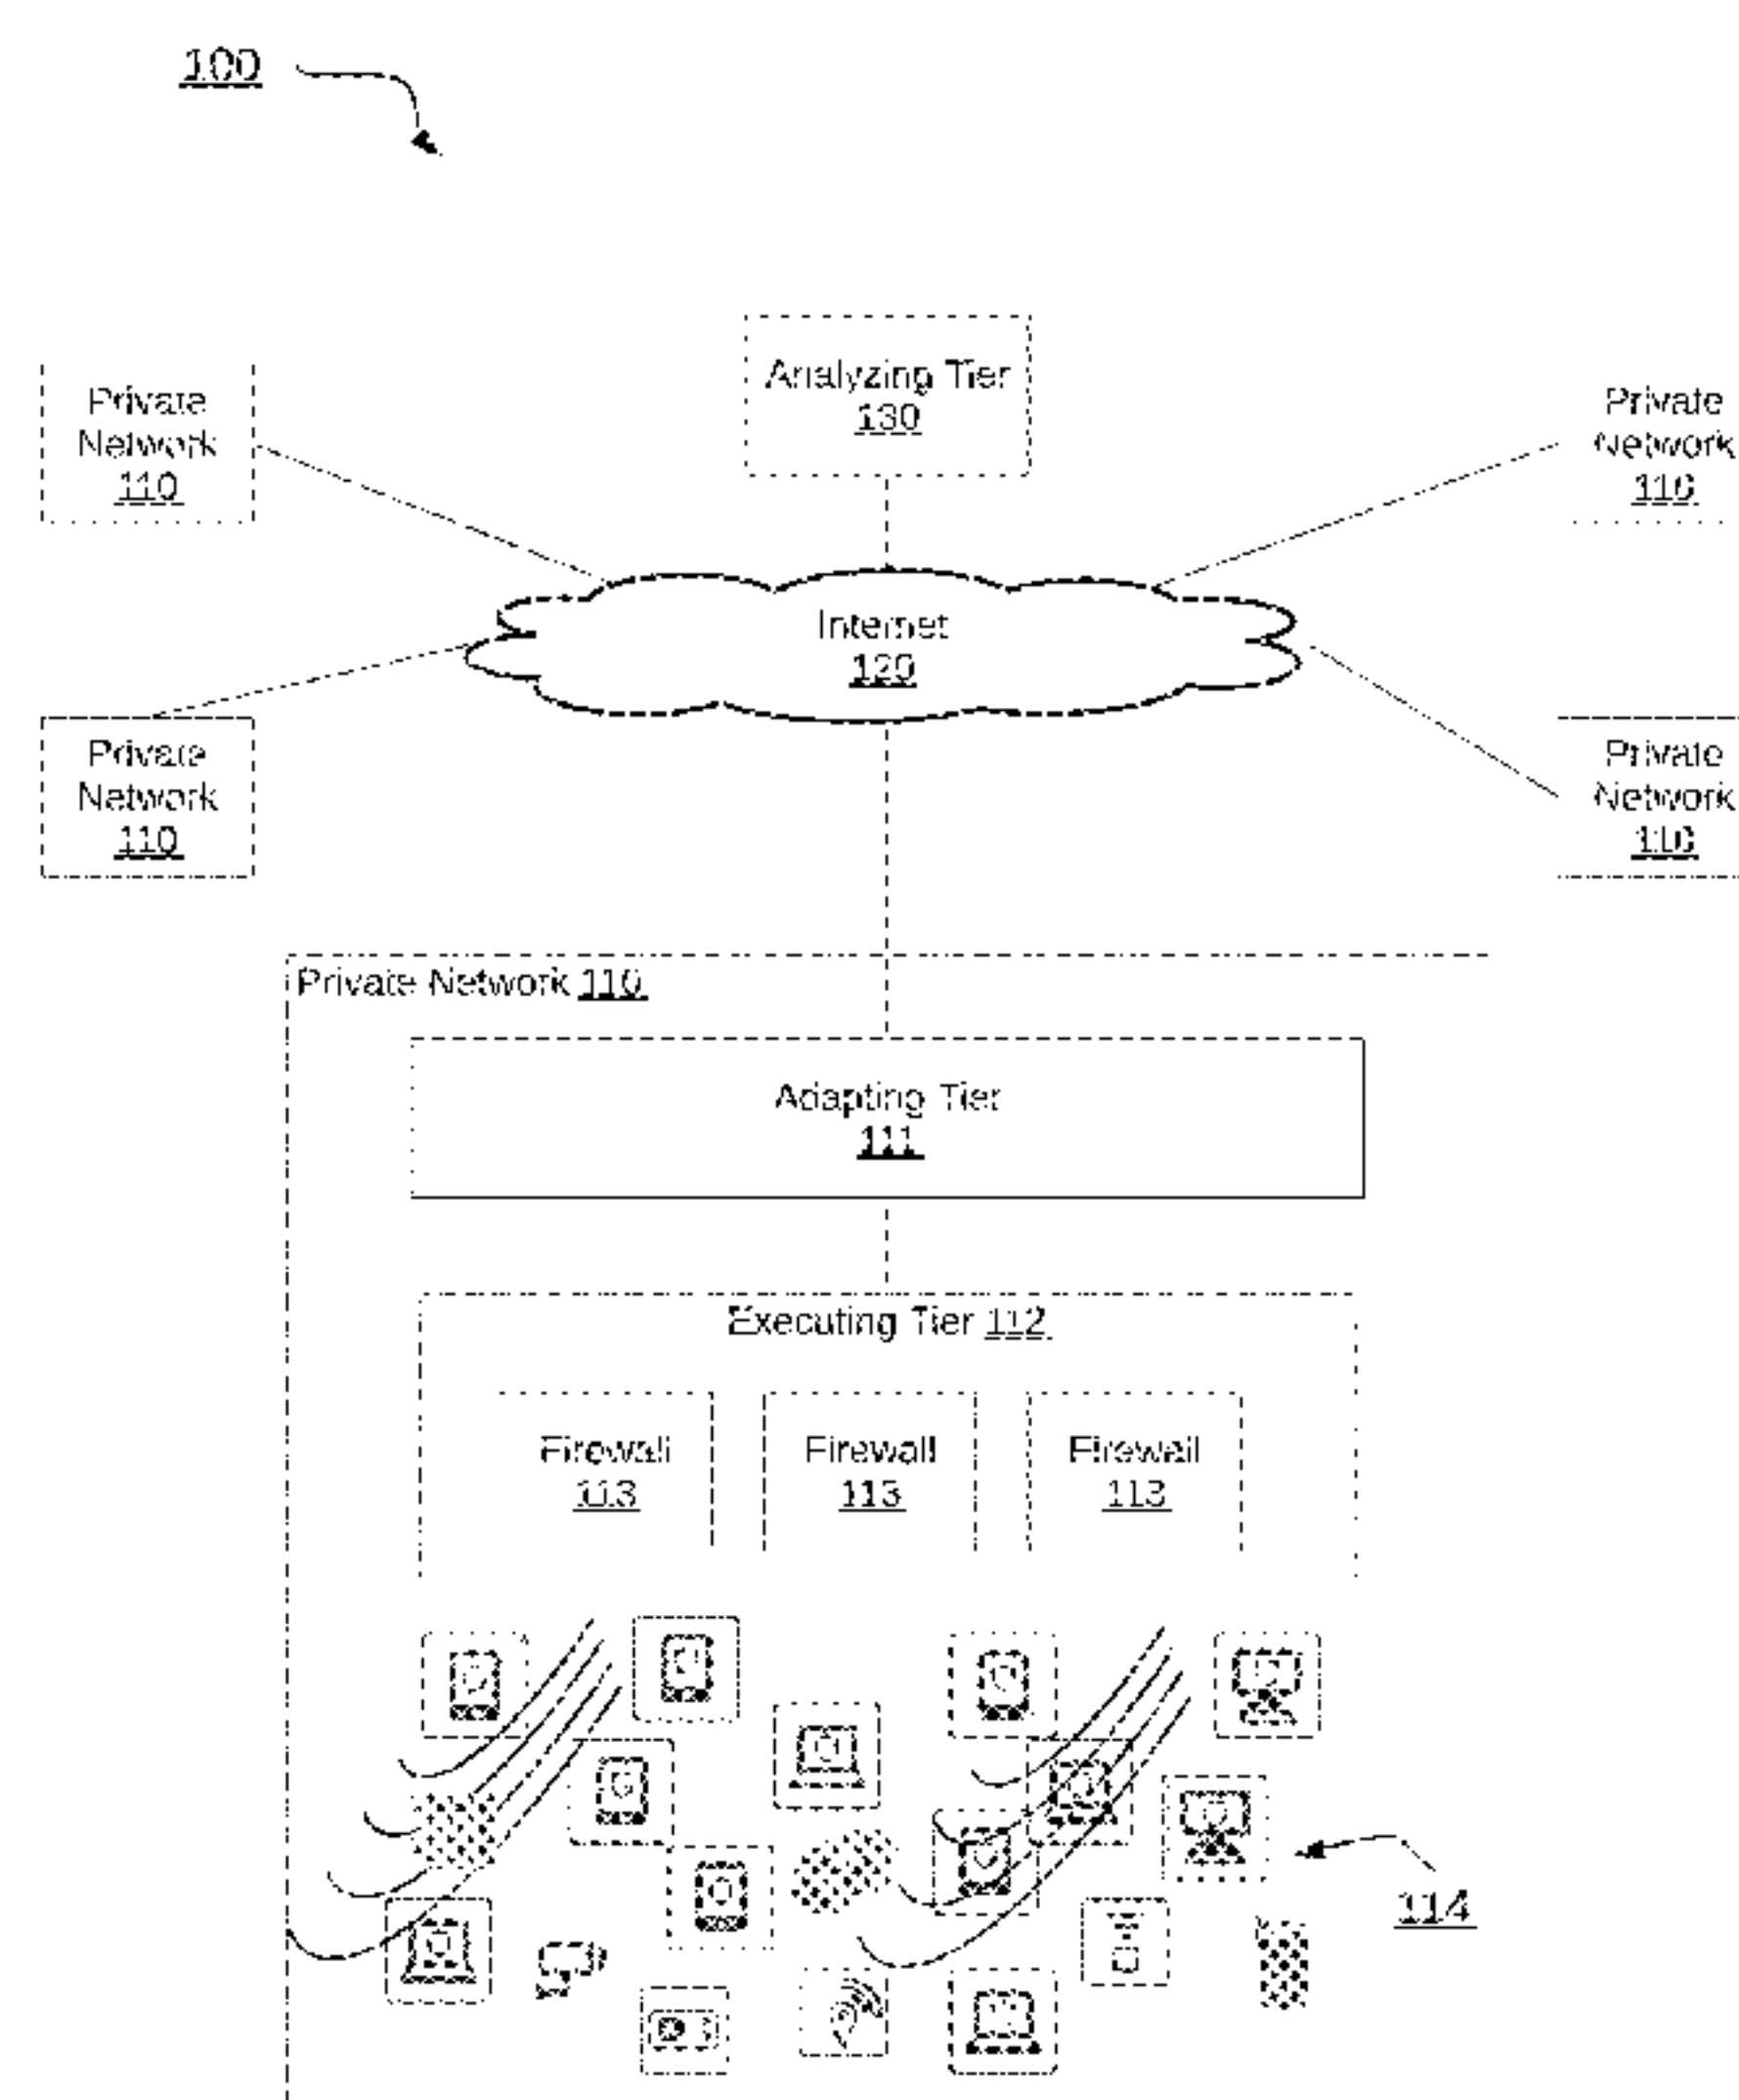 100
Analyzing Tier
130
Private
Network
110
Private
Network
110
Internet
120
Private
Network
110
Private
Network
110
Private Network 110
Adapting Tier
111
Executing Tier 112
Firewall
113
Firewall
113
Firewall
113
114